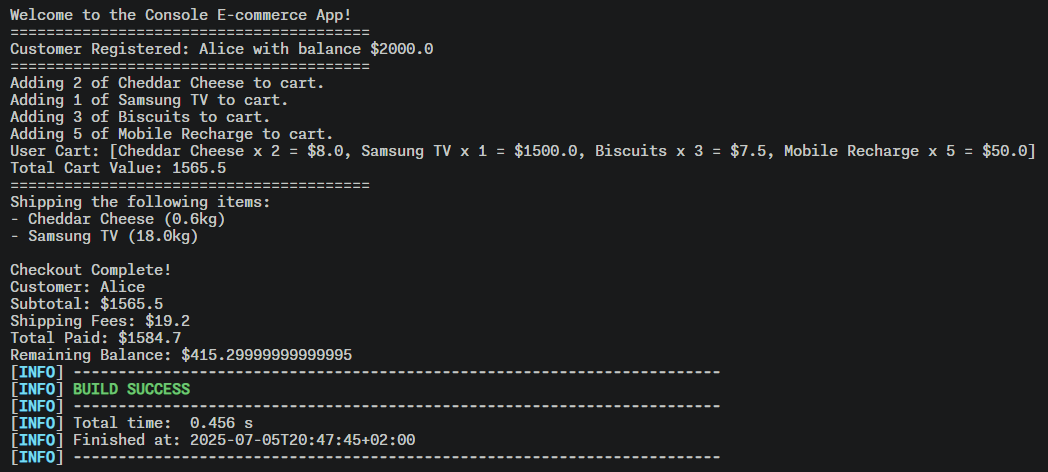 Welcome to the Console E-commerce App!
========================================
Customer Registered: Alice with balance $2000.0
========================================
Adding 2 of Cheddar Cheese to cart.
Adding 1 of Samsung TV to cart.
Adding 3 of Biscuits to cart.
Adding 5 of Mobile Recharge to cart.
User Cart: [Cheddar Cheese x 2 = $8.0, Samsung TV x 1 = $1500.0, Biscuits x 3 = $7.5, Mobile Recharge x 5 = $50.0]
Total Cart Value: 1565.5
========================================
Shipping the following items:
- Cheddar Cheese (0.6kg)
- Samsung TV (18.0kg)
Checkout Complete!
Customer: Alice
Subtotal: $1565.5
Shipping Fees: $19.2
Total Paid: $1584.7
Remaining Balance: $415.29999999999995
[INFO] ------------------------------------------------------------------------
[INFO] BUILD SUCCESS
[INFO] ------------------------------------------------------------------------
[INFO] Total time:  0.456 s
[INFO] Finished at: 2025-07-05T20:47:45+02:00
[INFO] ------------------------------------------------------------------------